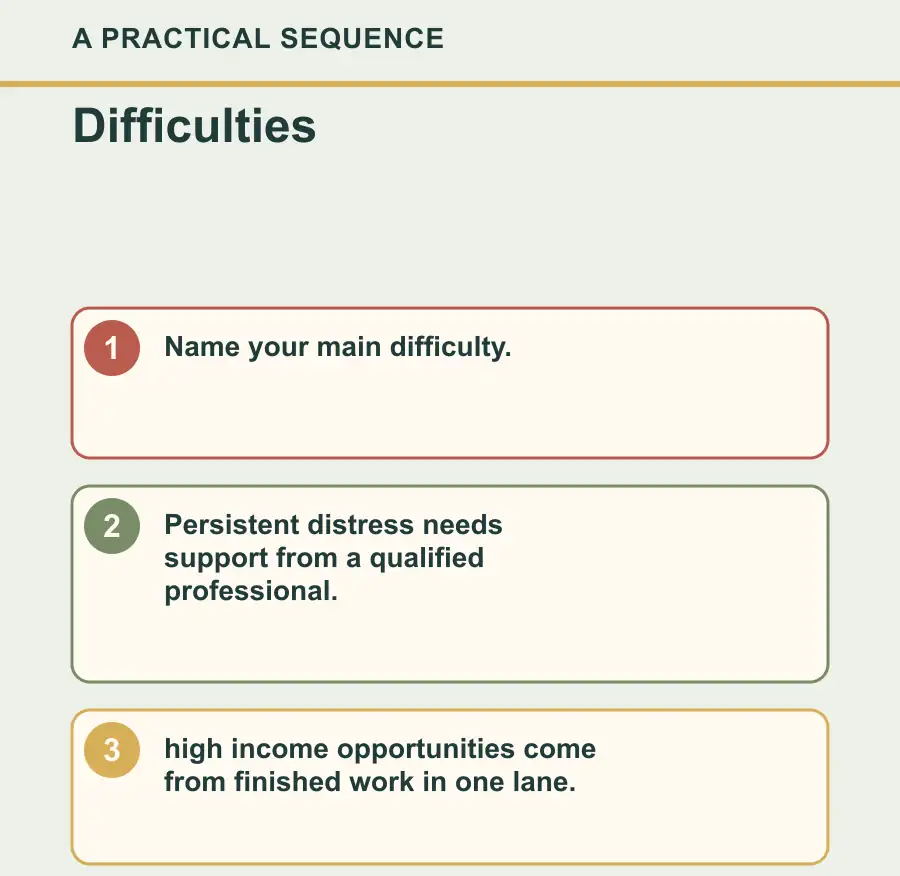 A PRACTICAL SEQUENCE
Difficulties
1 Name your main difficulty.
2 Persistent distress needs
support from a qualified
professional.
3 high income opportunities come
from finished work in one lane.